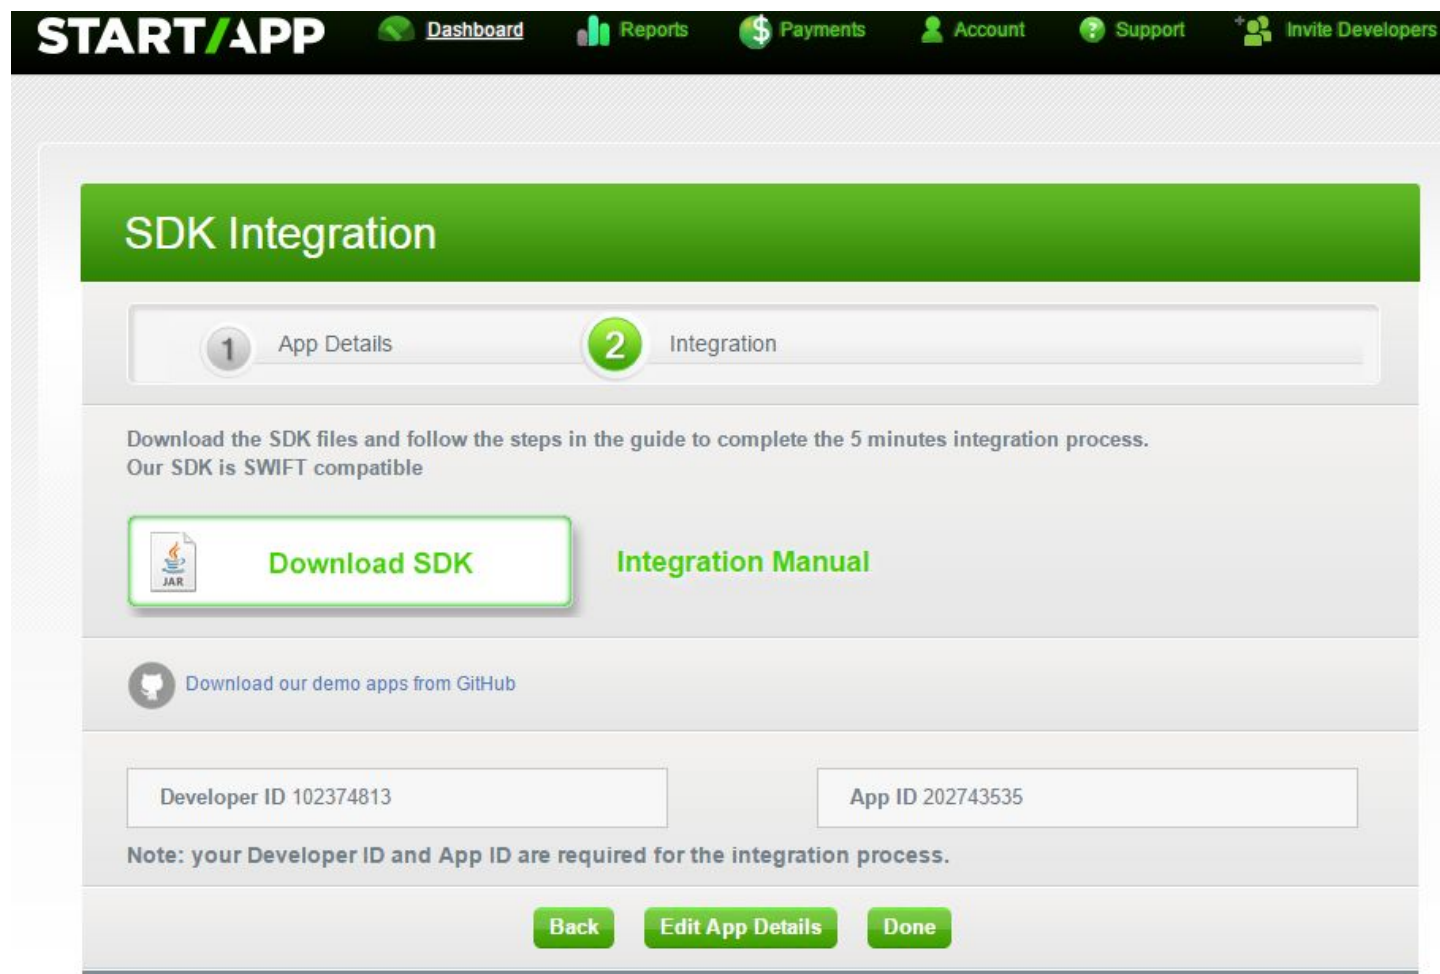 START/APP Dashboard Reports Payments Account Support Invite Developers
SDK Integration
1 App Details 2 Integration
Download the SDK files and follow the steps in the guide to complete the 5 minutes integration process.
Our SDK is SWIFT compatible
JAR Download SDK Integration Manual
Download our demo apps from GitHub
Developer ID 102374813 App ID 202743535
Note: your Developer ID and App ID are required for the integration process.
Back Edit App Details Done